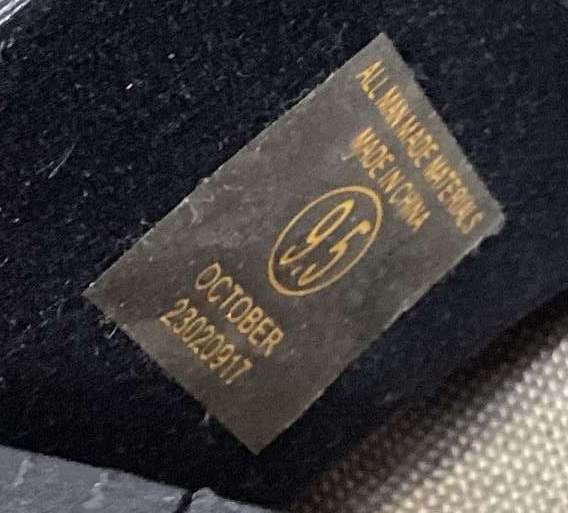 ALL MAN MADE MATERIALS
MADE IN CHINA
9.5
OCTOBER
23020917